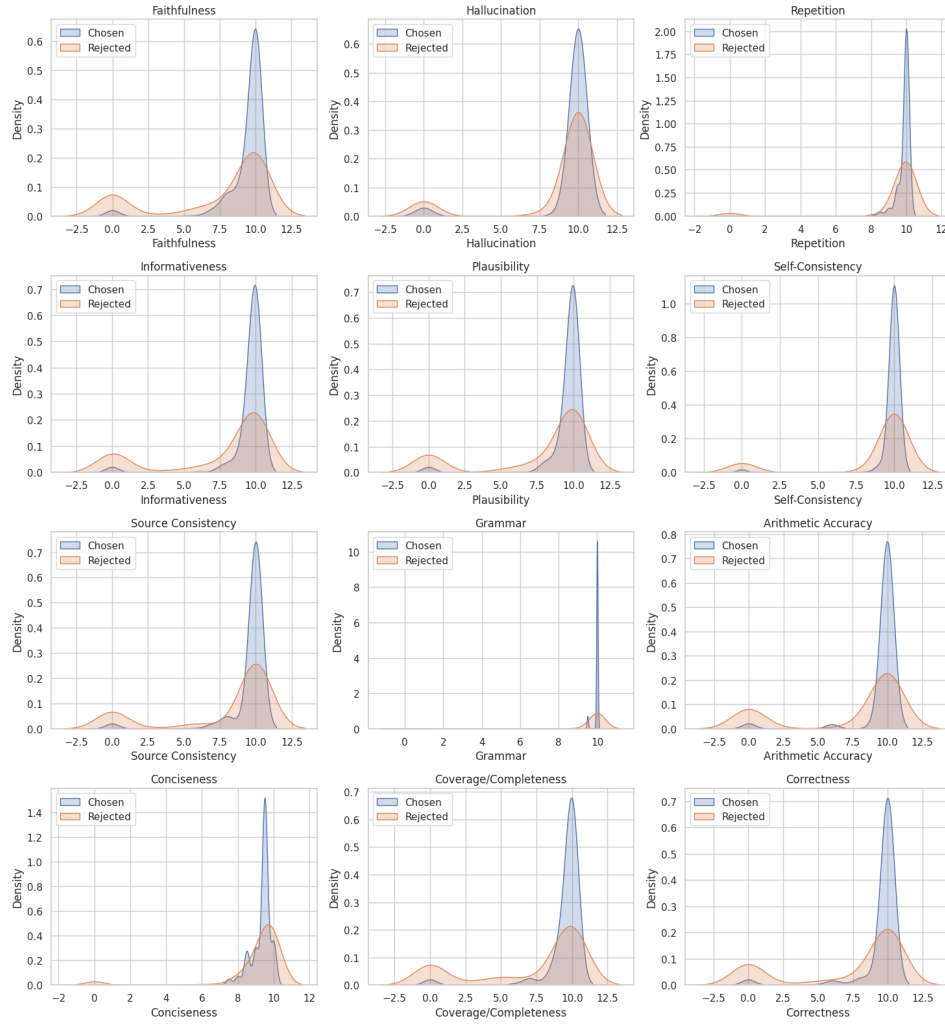 Faithfulness
Chosen
Rejected
Density
0.6
0.5
0.4
0.3
0.2
0.1
0.0
−2.5 0.0 2.5 5.0 7.5 10.0 12.5
Faithfulness
Hallucination
Chosen
Rejected
Density
0.6
0.5
0.4
0.3
0.2
0.1
0.0
−2.5 0.0 2.5 5.0 7.5 10.0 12.5
Hallucination
Repetition
Chosen
Rejected
Density
2.00
1.75
1.50
1.25
1.00
0.75
0.50
0.25
0.00
−2 0 2 4 6 8 10 12
Repetition
Informativeness
Chosen
Rejected
Density
0.7
0.6
0.5
0.4
0.3
0.2
0.1
0.0
−2.5 0.0 2.5 5.0 7.5 10.0 12.5
Informativeness
Plausibility
Chosen
Rejected
Density
0.7
0.6
0.5
0.4
0.3
0.2
0.1
0.0
−2.5 0.0 2.5 5.0 7.5 10.0 12.5
Plausibility
Self-Consistency
Chosen
Rejected
Density
1.0
0.8
0.6
0.4
0.2
0.0
−2.5 0.0 2.5 5.0 7.5 10.0 12.5
Self-Consistency
Source Consistency
Chosen
Rejected
Density
0.7
0.6
0.5
0.4
0.3
0.2
0.1
0.0
−2.5 0.0 2.5 5.0 7.5 10.0 12.5
Source Consistency
Grammar
Chosen
Rejected
Density
10
8
6
4
2
0
0 2 4 6 8 10
Grammar
Arithmetic Accuracy
Chosen
Rejected
Density
0.8
0.7
0.6
0.5
0.4
0.3
0.2
0.1
0.0
−2.5 0.0 2.5 5.0 7.5 10.0 12.5
Arithmetic Accuracy
Conciseness
Chosen
Rejected
Density
1.4
1.2
1.0
0.8
0.6
0.4
0.2
0.0
−2 0 2 4 6 8 10 12
Conciseness
Coverage/Completeness
Chosen
Rejected
Density
0.7
0.6
0.5
0.4
0.3
0.2
0.1
0.0
−2.5 0.0 2.5 5.0 7.5 10.0 12.5
Coverage/Completeness
Correctness
Chosen
Rejected
Density
0.7
0.6
0.5
0.4
0.3
0.2
0.1
0.0
−2.5 0.0 2.5 5.0 7.5 10.0 12.5
Correctness